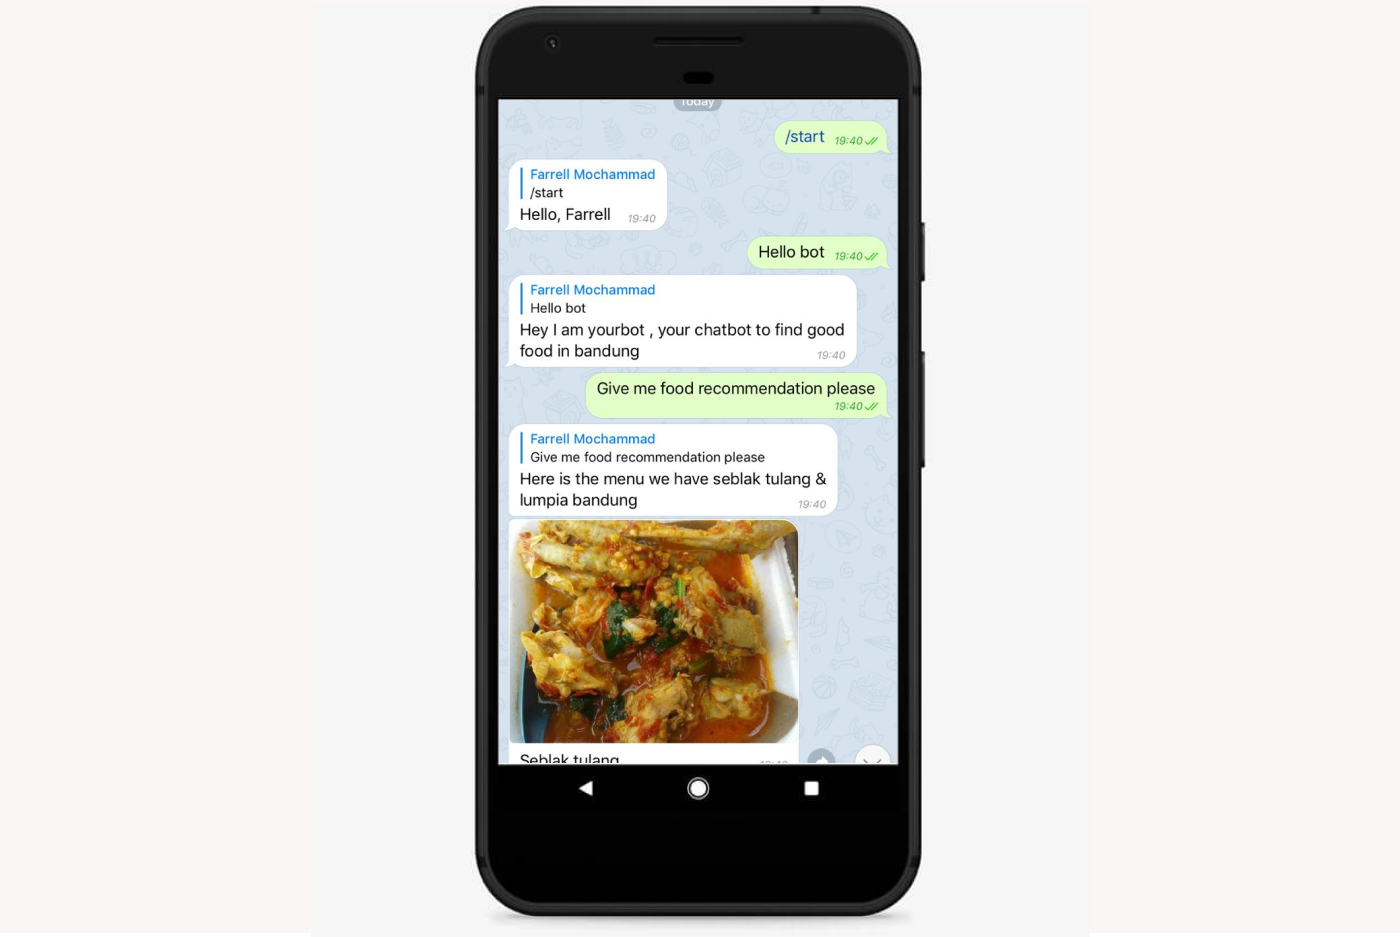 Today
/start 19:40
Farrell Mochammad
/start
Hello, Farrell 19:40
Hello bot 19:40
Farrell Mochammad
Hello bot
Hey I am yourbot , your chatbot to find good
food in bandung 19:40
Give me food recommendation please
19:40
Farrell Mochammad
Give me food recommendation please
Here is the menu we have seblak tulang &
lumpia bandung 19:40
Seblak tulang 19:40